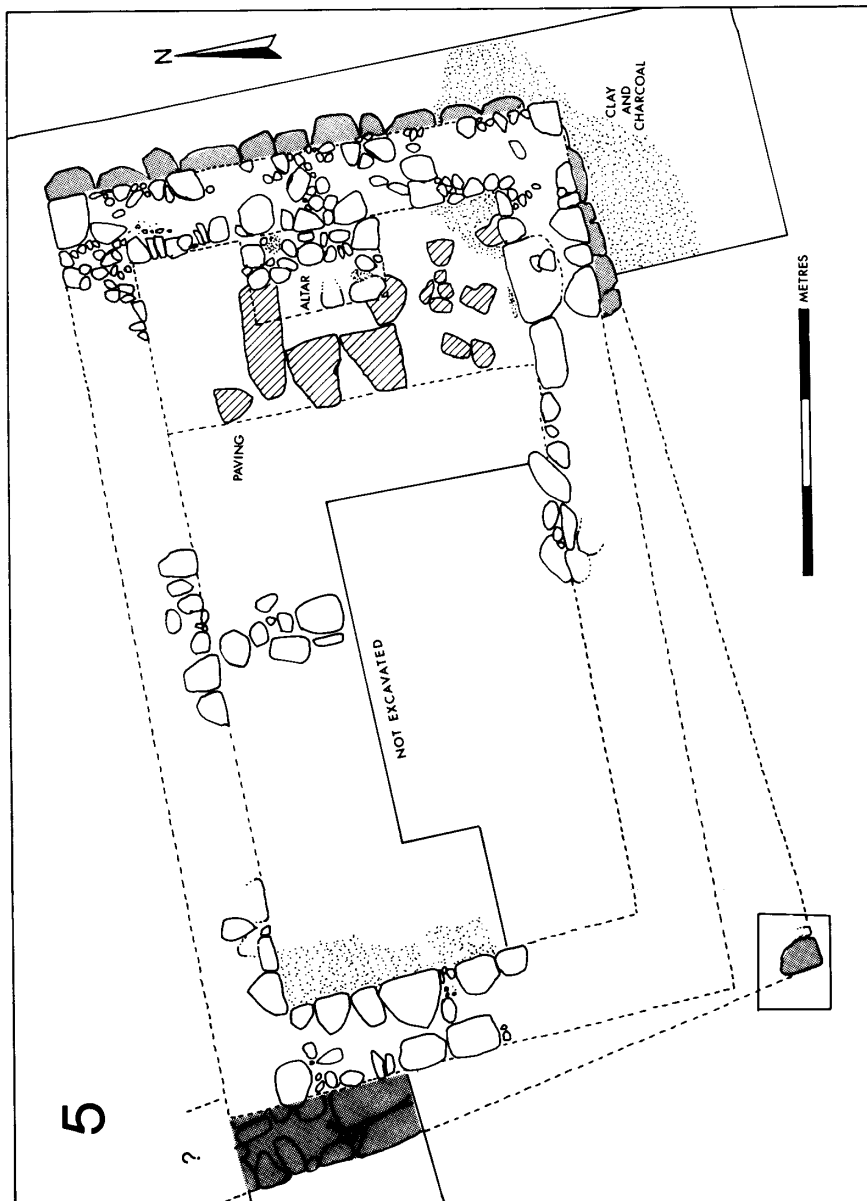 5
?
N
CLAY
AND
CHARCOAL
ALTAR
PAVING
NOT EXCAVATED
METRES